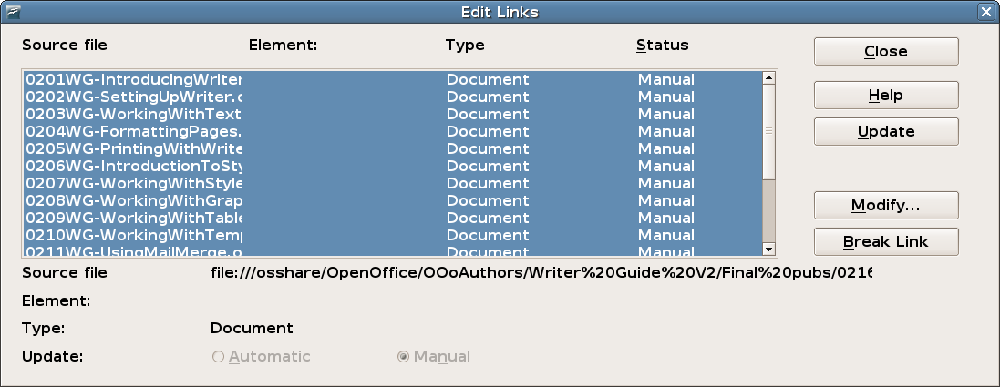 Edit Links
Source file Element: Type Status Close
0201WG-IntroducingWriter Document Manual
0202WG-SettingUpWriter.o Document Manual Help
0203WG-WorkingWithText Document Manual
0204WG-FormattingPages. Document Manual Update
0205WG-PrintingWithWrite Document Manual
0206WG-IntroductionToSty Document Manual
0207WG-WorkingWithStyle Document Manual
0208WG-WorkingWithGrap Document Manual Modify...
0209WG-WorkingWithTable Document Manual
0210WG-WorkingWithTemp Document Manual Break Link
0211WG-UsingMailMerge.o Document Manual
Source file file:///osshare/OpenOffice/OOoAuthors/Writer%20Guide%20V2/Final%20pubs/0216
Element:
Type: Document
Update: Automatic Manual